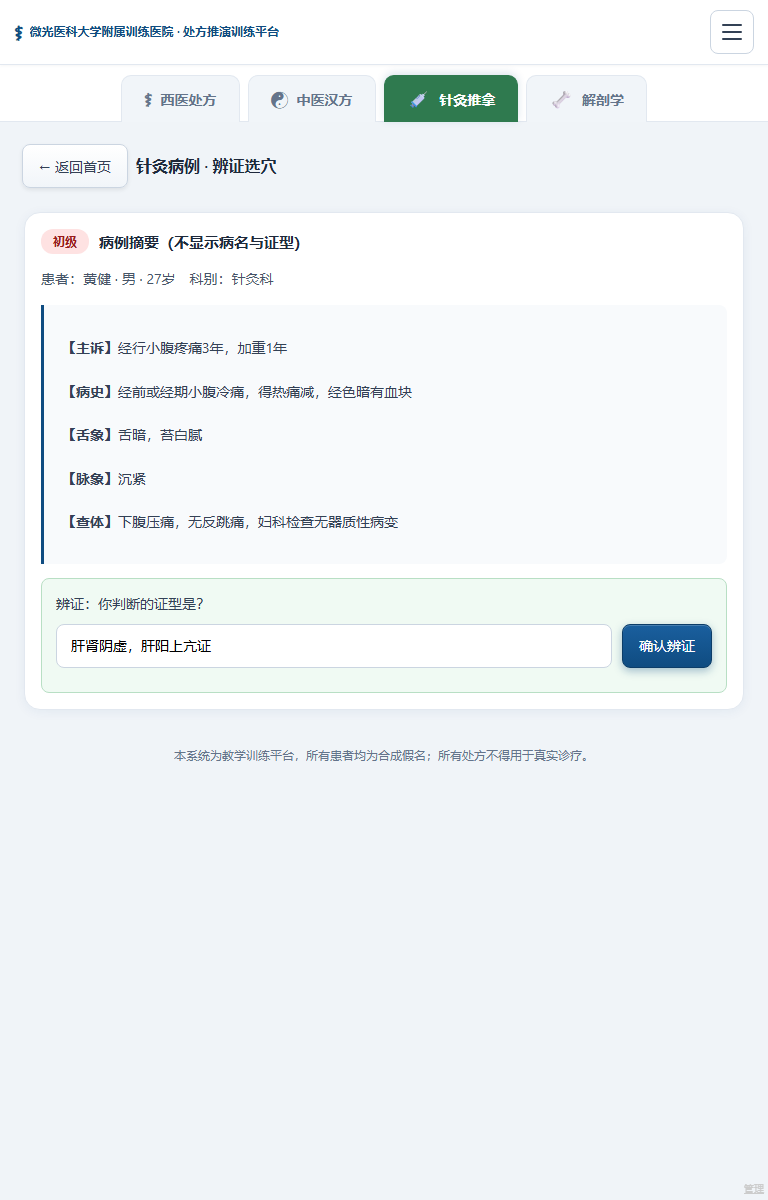 微光医科大学附属训练医院 · 处方推演训练平台
西医处方
中医汉方
针灸推拿
解剖学
← 返回首页
针灸病例 · 辨证选穴
初级 病例摘要（不显示病名与证型）
患者：黄健 · 男 · 27岁 科别：针灸科
【主诉】经行小腹疼痛3年，加重1年
【病史】经前或经期小腹冷痛，得热痛减，经色暗有血块
【舌象】舌暗，苔白腻
【脉象】沉紧
【查体】下腹压痛，无反跳痛，妇科检查无器质性病变
辨证：你判断的证型是？
肝肾阴虚，肝阳上亢证
确认辨证
本系统为教学训练平台，所有患者均为合成假名；所有处方不得用于真实诊疗。
管理